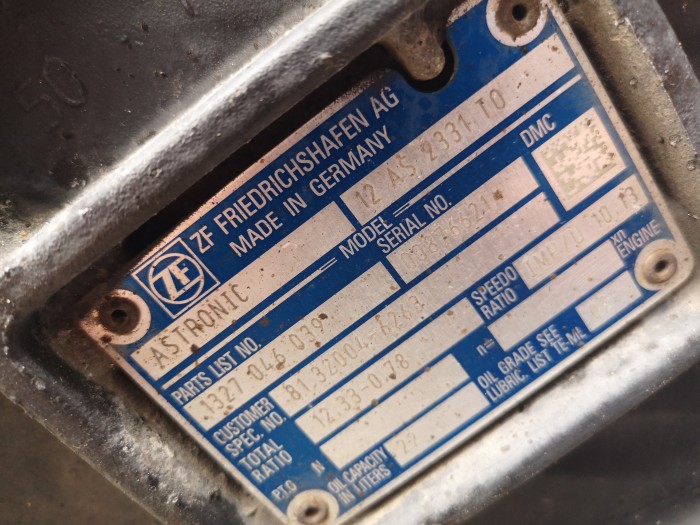 50
ZF FRIEDRICHSHAFEN AG
MADE IN GERMANY
ZF
ASTRONIC MODEL 12 AS 2331 TO
PARTS LIST NO. SERIAL NO. DMC
1327 046 039
CUSTOMER SPEC. NO. 81.32004-6263
TOTAL RATIO 12.33-0.78 SPEEDO RATIO
P.T.O N n= xn ENGINE
OIL CAPACITY IN LITERS OIL GRADE SEE LUBRIC. LIST TE-ML